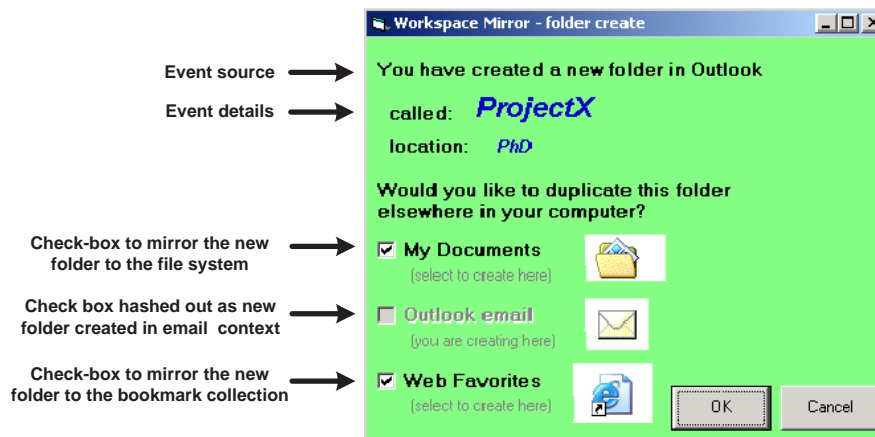 Workspace Mirror - folder create
Event source
You have created a new folder in Outlook
Event details
called: ProjectX
location: PhD
Would you like to duplicate this folder
elsewhere in your computer?
Check-box to mirror the new
folder to the file system
My Documents
(select to create here)
Check box hashed out as new
folder created in email context
Outlook email
(you are creating here)
Check-box to mirror the new
folder to the bookmark collection
Web Favorites
(select to create here)
OK
Cancel